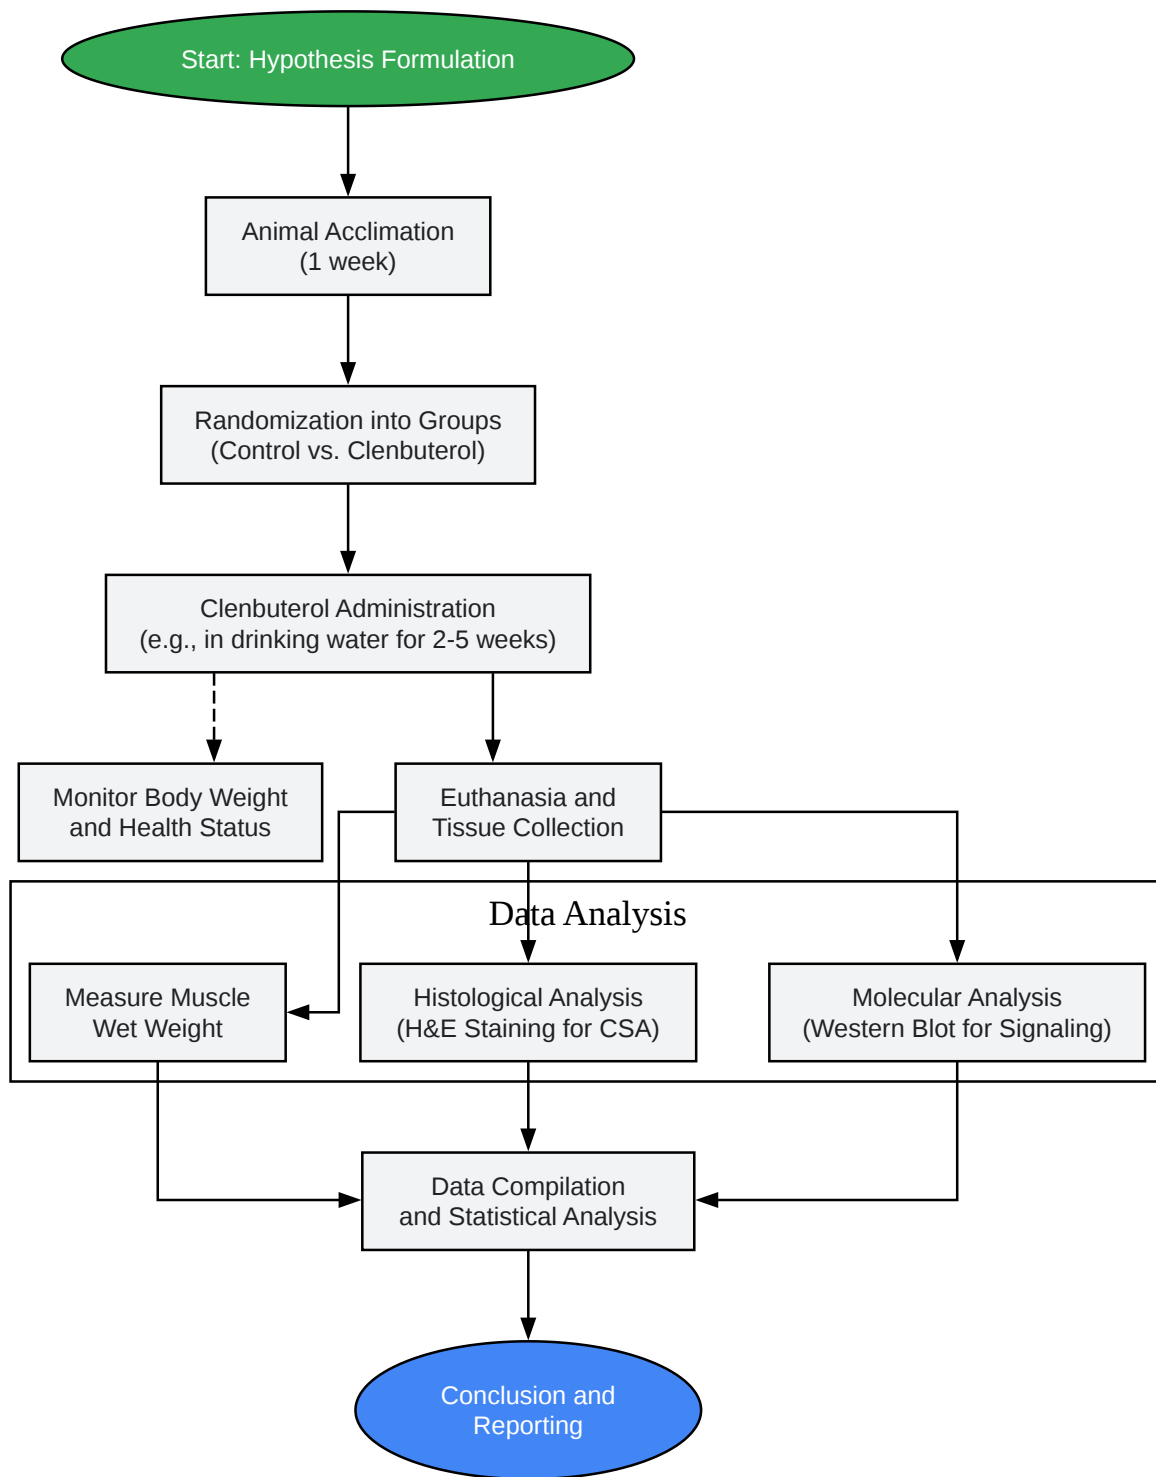 Start: Hypothesis Formulation
Animal Acclimation
(1 week)
Randomization into Groups
(Control vs. Clenbuterol)
Clenbuterol Administration
(e.g., in drinking water for 2-5 weeks)
Monitor Body Weight
and Health Status
Euthanasia and
Tissue Collection
Data Analysis
Measure Muscle
Wet Weight
Histological Analysis
(H&E Staining for CSA)
Molecular Analysis
(Western Blot for Signaling)
Data Compilation
and Statistical Analysis
Conclusion and
Reporting